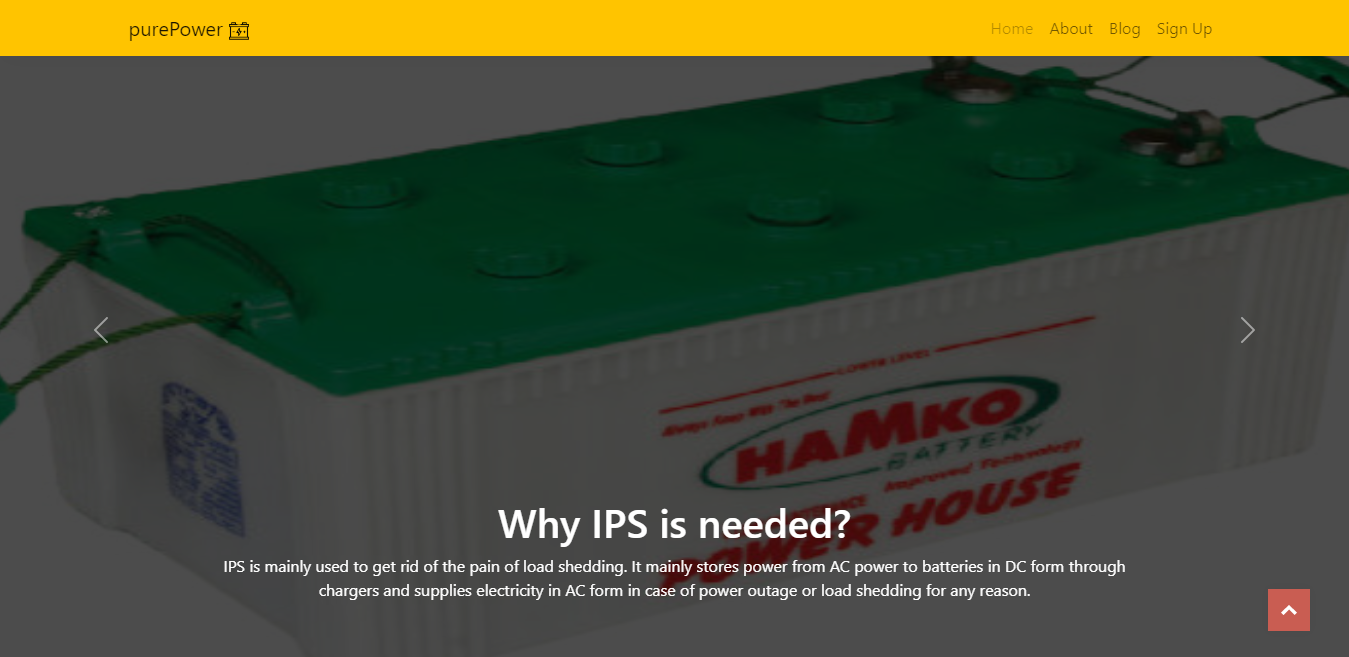 purePower
Home About Blog Sign Up
LOWER LEVEL
Always Keep With The Best
HAMKO
BATTERY
Improved Technology
POWER HOUSE
Why IPS is needed?
IPS is mainly used to get rid of the pain of load shedding. It mainly stores power from AC power to batteries in DC form through
chargers and supplies electricity in AC form in case of power outage or load shedding for any reason.